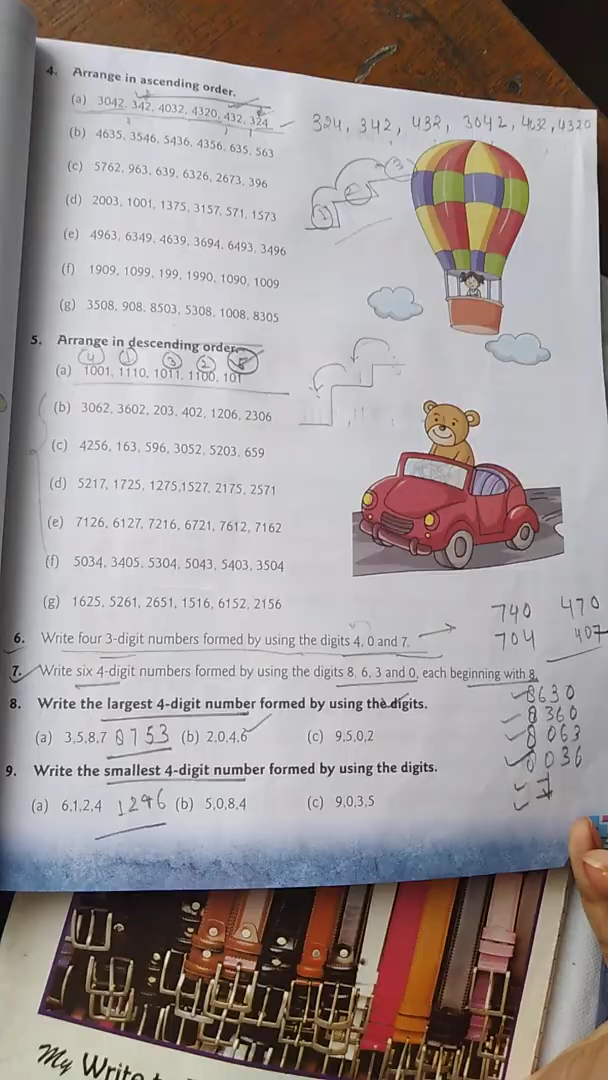 4. Arrange in ascending order.
(a) 3042, 342, 4032, 4320, 432, 324
324, 342, 432, 3042, 4032, 4320
(b) 4635, 3546, 5436, 4356, 635, 563
(c) 5762, 963, 639, 6326, 2673, 396
(d) 2003, 1001, 1375, 3157, 571, 1573
(e) 4963, 6349, 4639, 3694, 6493, 3496
(f) 1909, 1099, 199, 1990, 1090, 1009
(g) 3508, 908, 8503, 5308, 1008, 8305
1 2 3
5. Arrange in descending order.
4 1 3 2 5
(a) 1001, 1110, 1011, 1100, 101
(b) 3062, 3602, 203, 402, 1206, 2306
(c) 4256, 163, 596, 3052, 5203, 659
(d) 5217, 1725, 1275,1527, 2175, 2571
(e) 7126, 6127, 7216, 6721, 7612, 7162
(f) 5034, 3405, 5304, 5043, 5403, 3504
(g) 1625, 5261, 2651, 1516, 6152, 2156
6. Write four 3-digit numbers formed by using the digits 4, 0 and 7.
740 470
704 407
7. Write six 4-digit numbers formed by using the digits 8, 6, 3 and 0, each beginning with 8.
8630
8360
8063
8036
8. Write the largest 4-digit number formed by using the digits.
(a) 3,5,8,7 8753 (b) 2,0,4,6 (c) 9,5,0,2
9. Write the smallest 4-digit number formed by using the digits.
(a) 6,1,2,4 1246 (b) 5,0,8,4 (c) 9,0,3,5
My Write